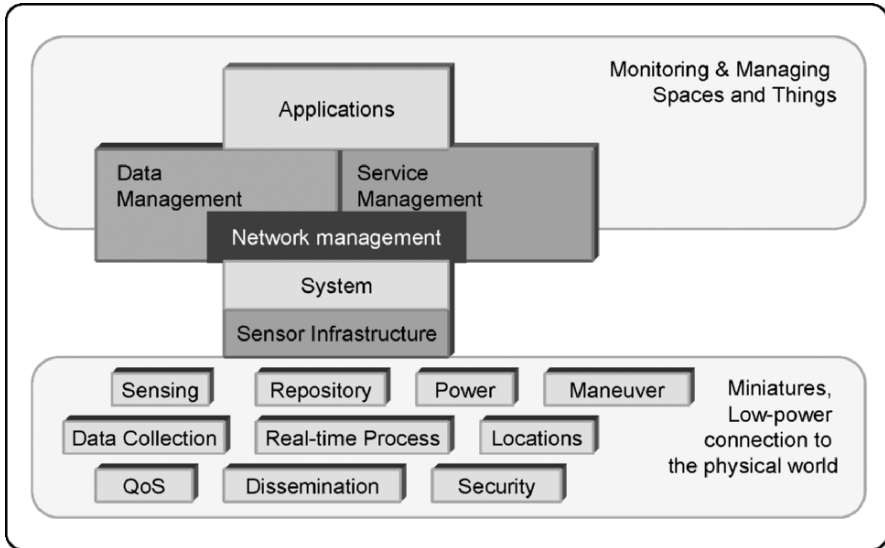 Monitoring & Managing
Spaces and Things
Applications
Data
Management
Service
Management
Network management
System
Sensor Infrastructure
Sensing
Repository
Power
Maneuver
Data Collection
Real-time Process
Locations
QoS
Dissemination
Security
Miniatures,
Low-power
connection to
the physical world